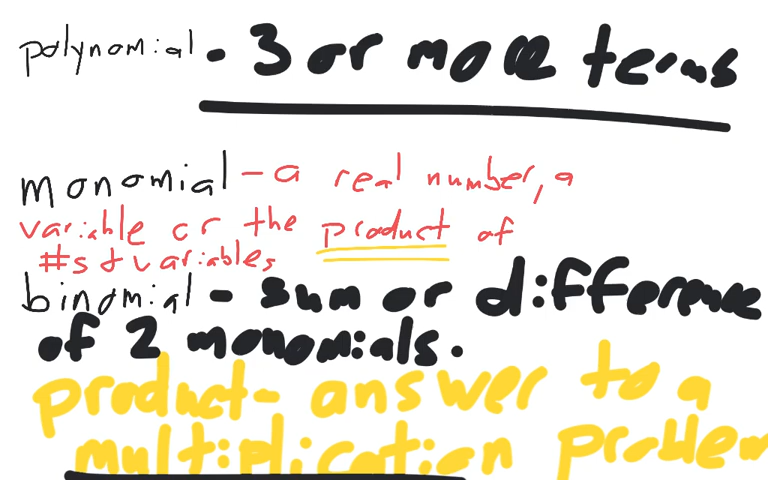 polynomial - 3 or more terms
monomial - a real number, a
variable or the product of
#s & variables
binomial - sum or difference
of 2 monomials.
product - answer to a
multiplication problem